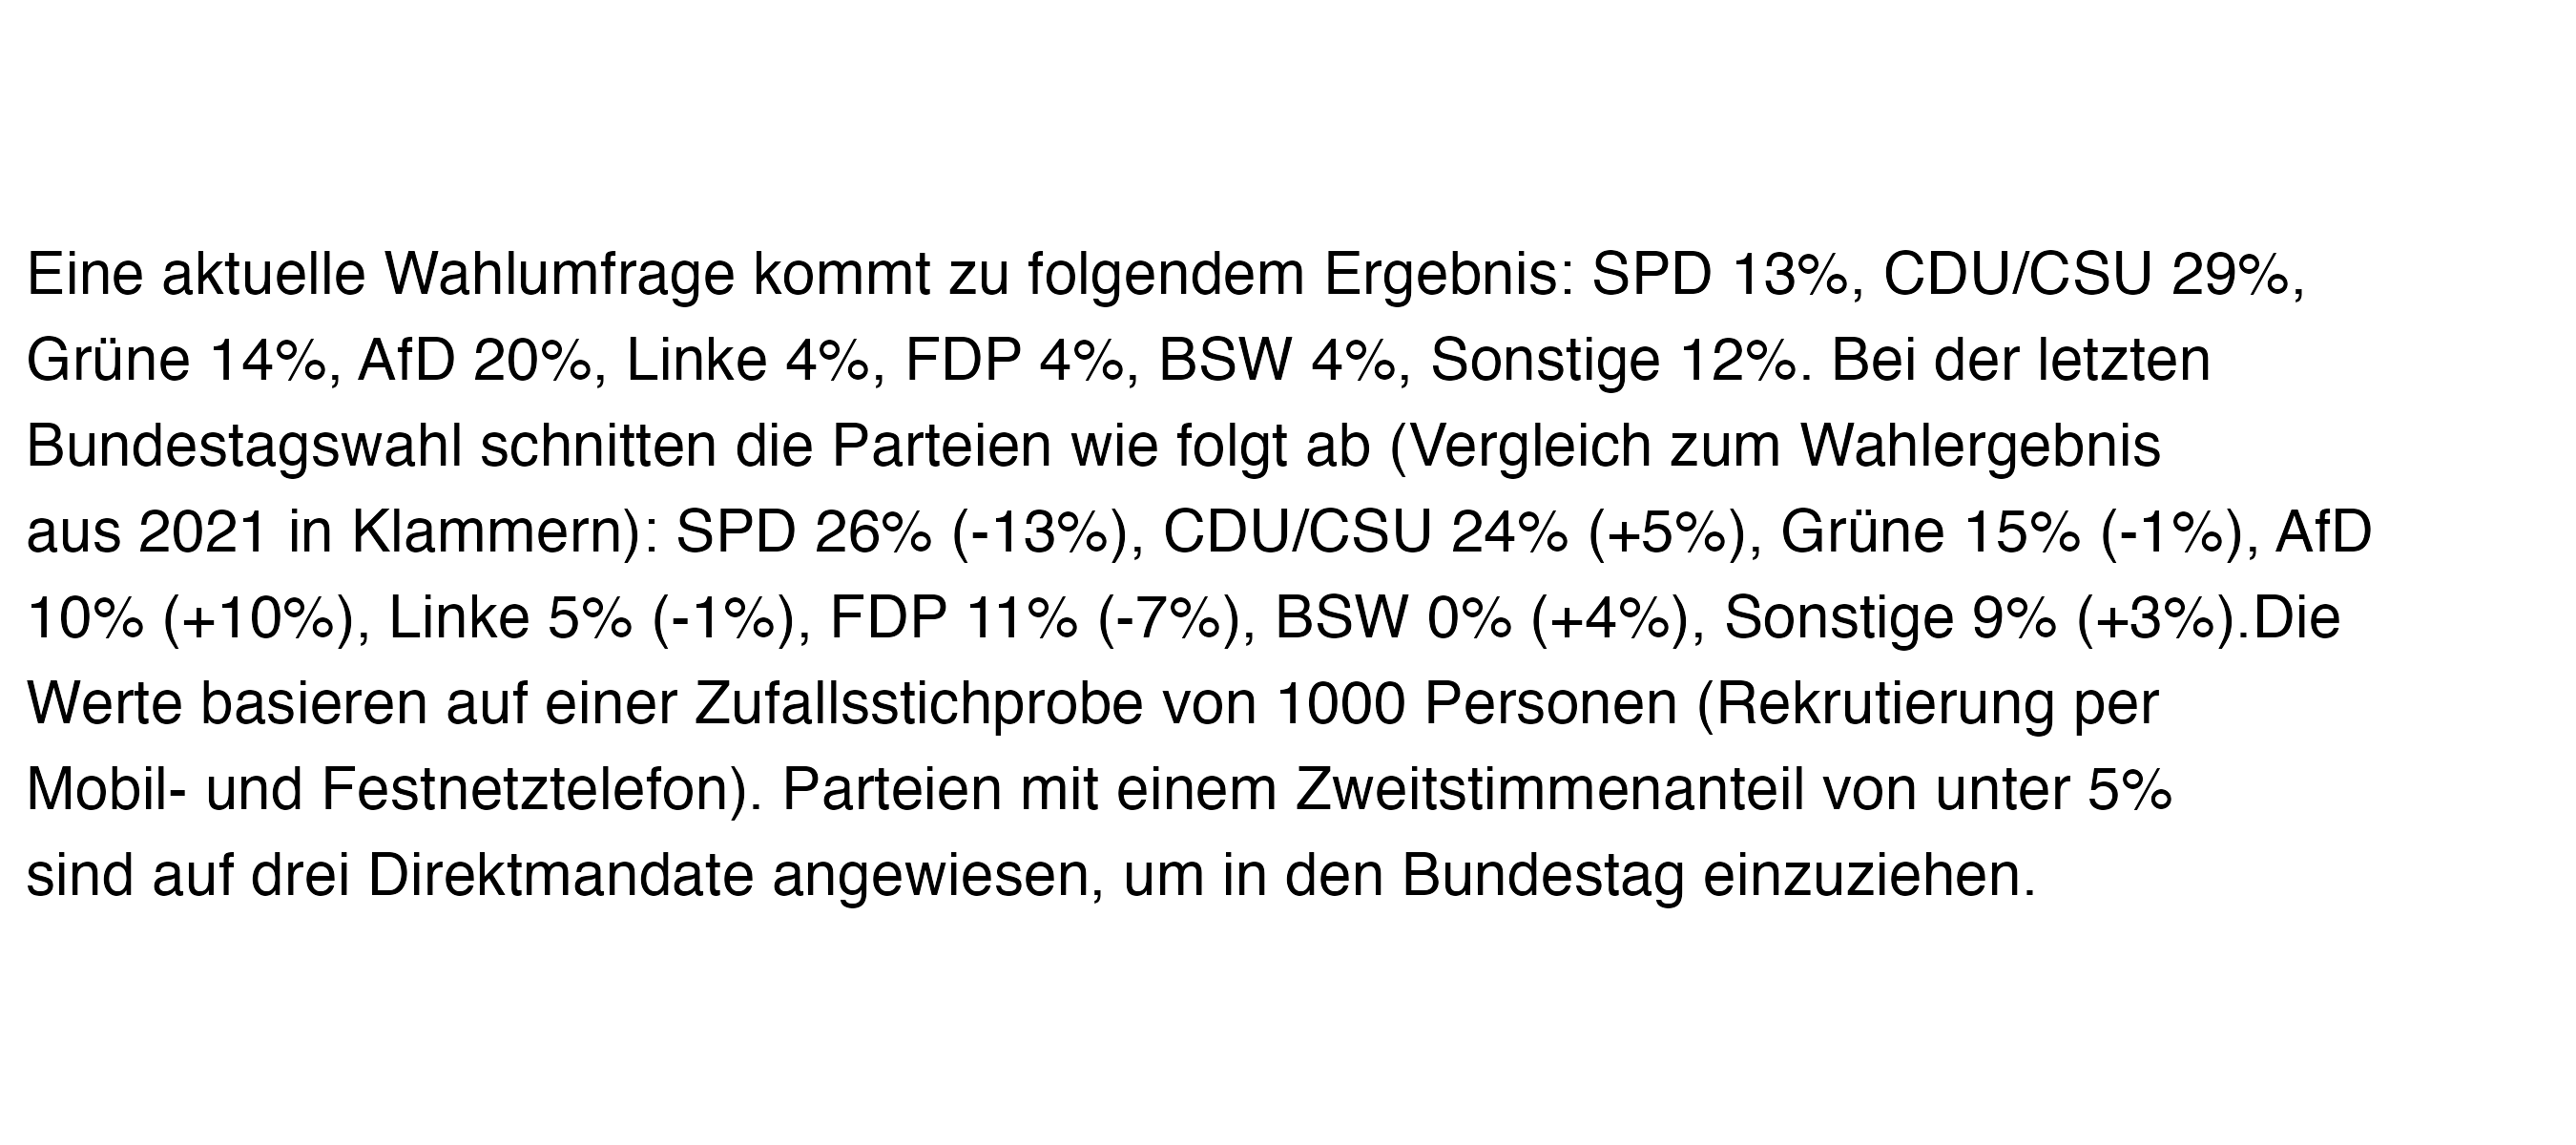 Eine aktuelle Wahlumfrage kommt zu folgendem Ergebnis: SPD 13%, CDU/CSU 29%,
Grüne 14%, AfD 20%, Linke 4%, FDP 4%, BSW 4%, Sonstige 12%. Bei der letzten
Bundestagswahl schnitten die Parteien wie folgt ab (Vergleich zum Wahlergebnis
aus 2021 in Klammern): SPD 26% (-13%), CDU/CSU 24% (+5%), Grüne 15% (-1%), AfD
10% (+10%), Linke 5% (-1%), FDP 11% (-7%), BSW 0% (+4%), Sonstige 9% (+3%).Die
Werte basieren auf einer Zufallsstichprobe von 1000 Personen (Rekrutierung per
Mobil- und Festnetztelefon). Parteien mit einem Zweitstimmenanteil von unter 5%
sind auf drei Direktmandate angewiesen, um in den Bundestag einzuziehen.